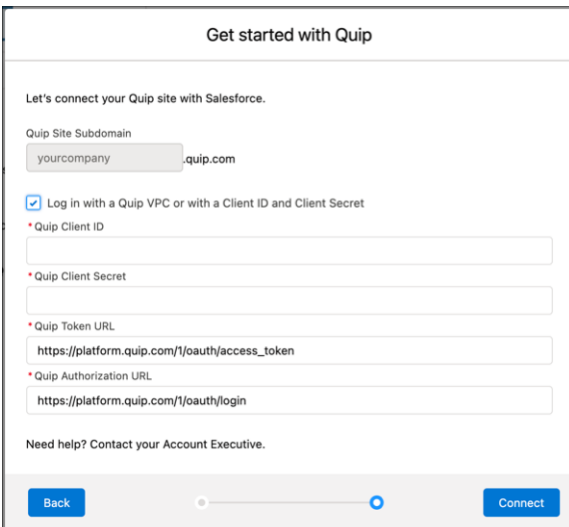 Get started with Quip
Let's connect your Quip site with Salesforce.
Quip Site Subdomain
yourcompany .quip.com
Log in with a Quip VPC or with a Client ID and Client Secret
* Quip Client ID
* Quip Client Secret
* Quip Token URL
https://platform.quip.com/1/oauth/access_token
* Quip Authorization URL
https://platform.quip.com/1/oauth/login
Need help? Contact your Account Executive.
Back Connect